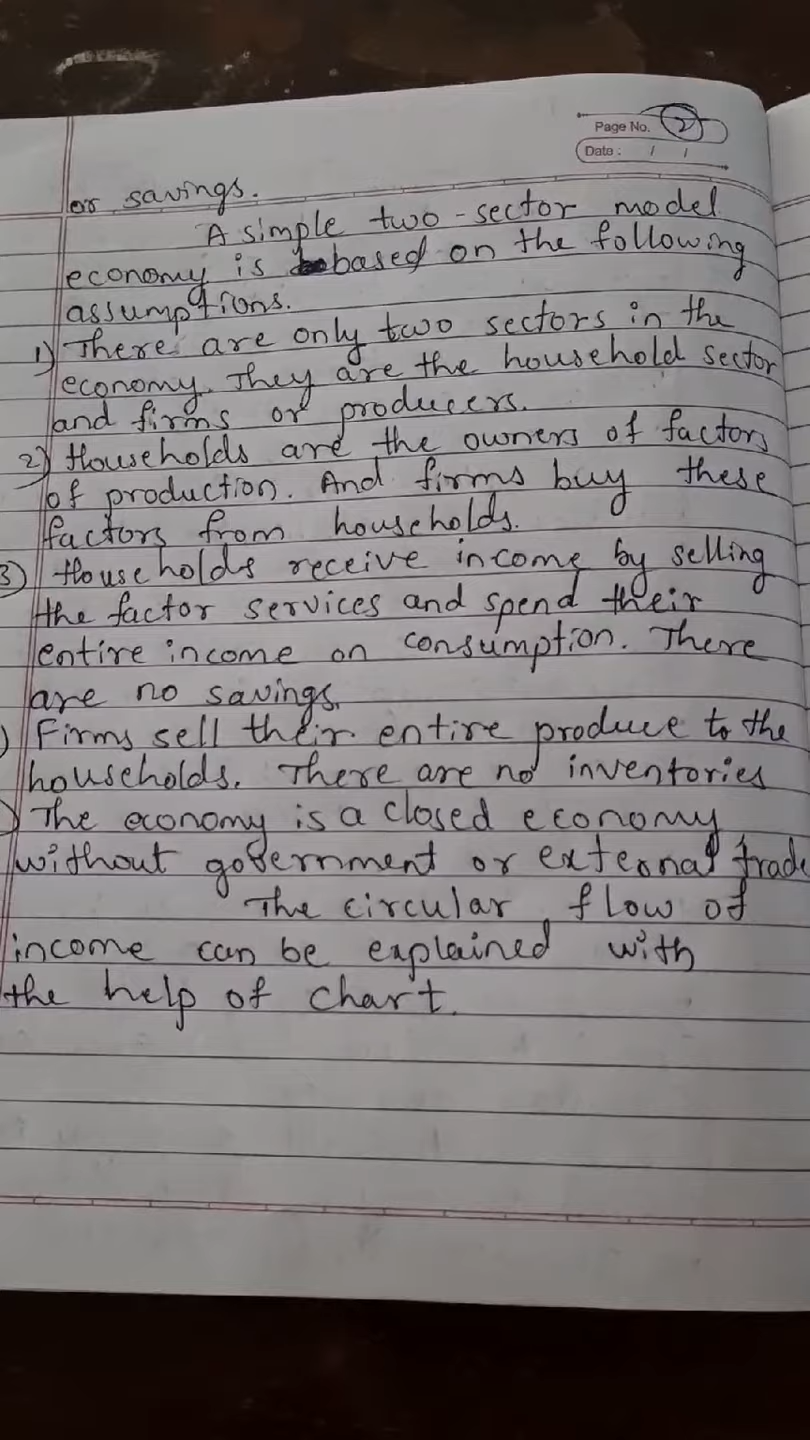 Page No. 2
Date : / /
or savings.
A simple two-sector model
economy is based on the following
assumptions.
1) There are only two sectors in the
economy. They are the household sector
and firms or producers.
2) Households are the owners of factors
of production. And firms buy these
factors from households.
3) Households receive income by selling
the factor services and spend their
entire income on consumption. There
are no savings.
) Firms sell their entire produce to the
households. There are no inventories
) The economy is a closed economy
without government or external trade
The circular flow of
income can be explained with
the help of chart.